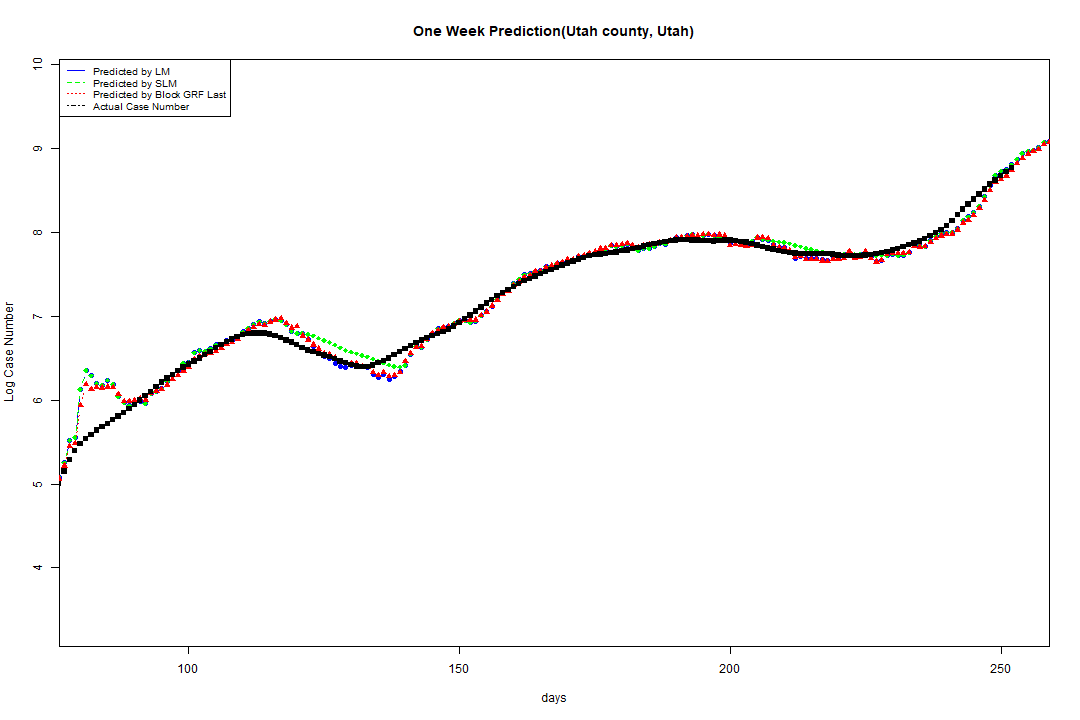 One Week Prediction(Utah county, Utah)
Predicted by LM
Predicted by SLM
Predicted by Block GRF Last
Actual Case Number
10
9
8
7
6
5
4
Log Case Number
100
150
200
250
days